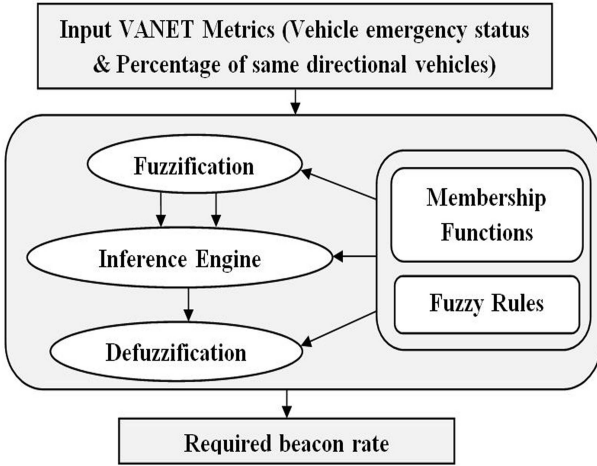 Input VANET Metrics (Vehicle emergency status
& Percentage of same directional vehicles)
Fuzzification
Membership
Functions
Inference Engine
Fuzzy Rules
Defuzzification
Required beacon rate